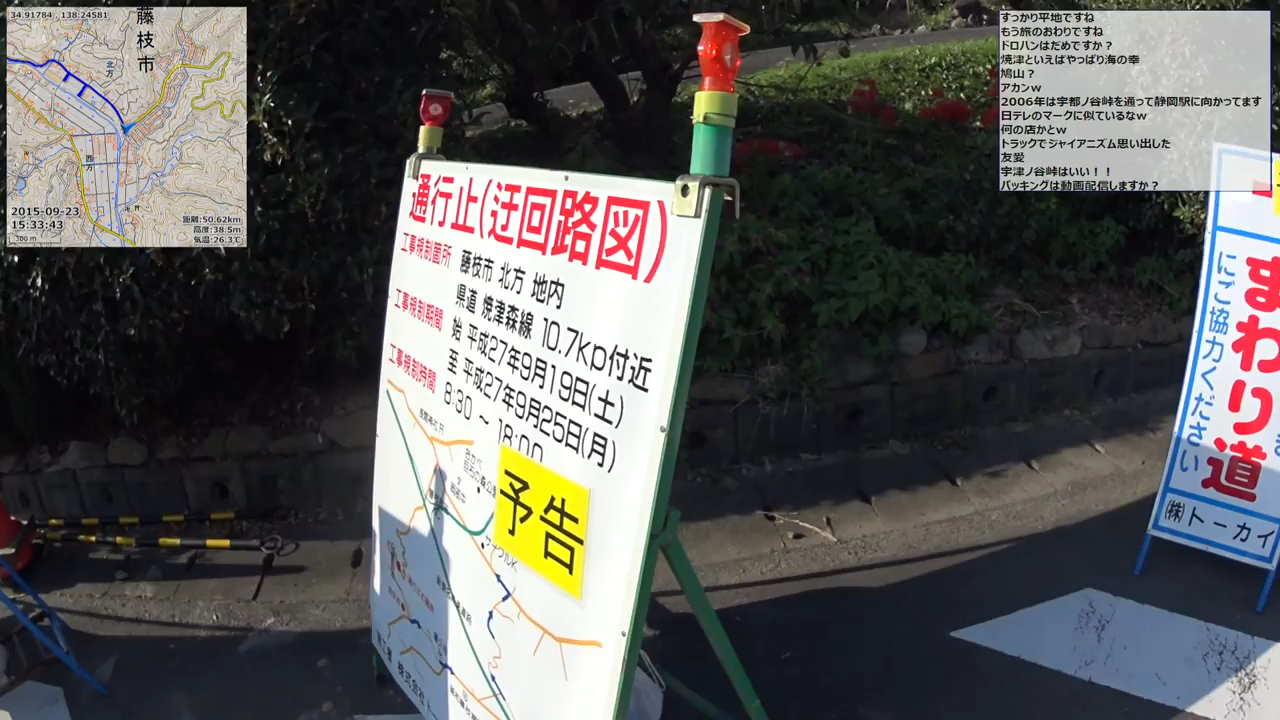 34.91784 , 138.24581
藤枝市
北方
西方
2015-09-23
15:33:43
300 m
距離:50.62km
高度:38.5m
気温:26.3℃
すっかり平地ですね
もう旅のおわりですね
ドロハンはだめですか？
焼津といえばやっぱり海の幸
鳩山？
アカンｗ
2006年は宇都ノ谷峠を通って静岡駅に向かってます
日テレのマークに似ているなｗ
何の店かとｗ
トラックでジャイアニズム思い出した
友愛
宇津ノ谷峠はいい！！
バッキングは動画配信しますか？
通行止(迂回路図)
工事規制箇所 藤枝市 北方 地内
県道 焼津森線 10.7kp付近
工事規制期間 始 平成27年9月19日(土)
至 平成27年9月25日(月)
工事規制時間 8:30 ～ 18:00
予告
サークルK
株式会社
まわり道
にご協力ください
㈱トーカイ